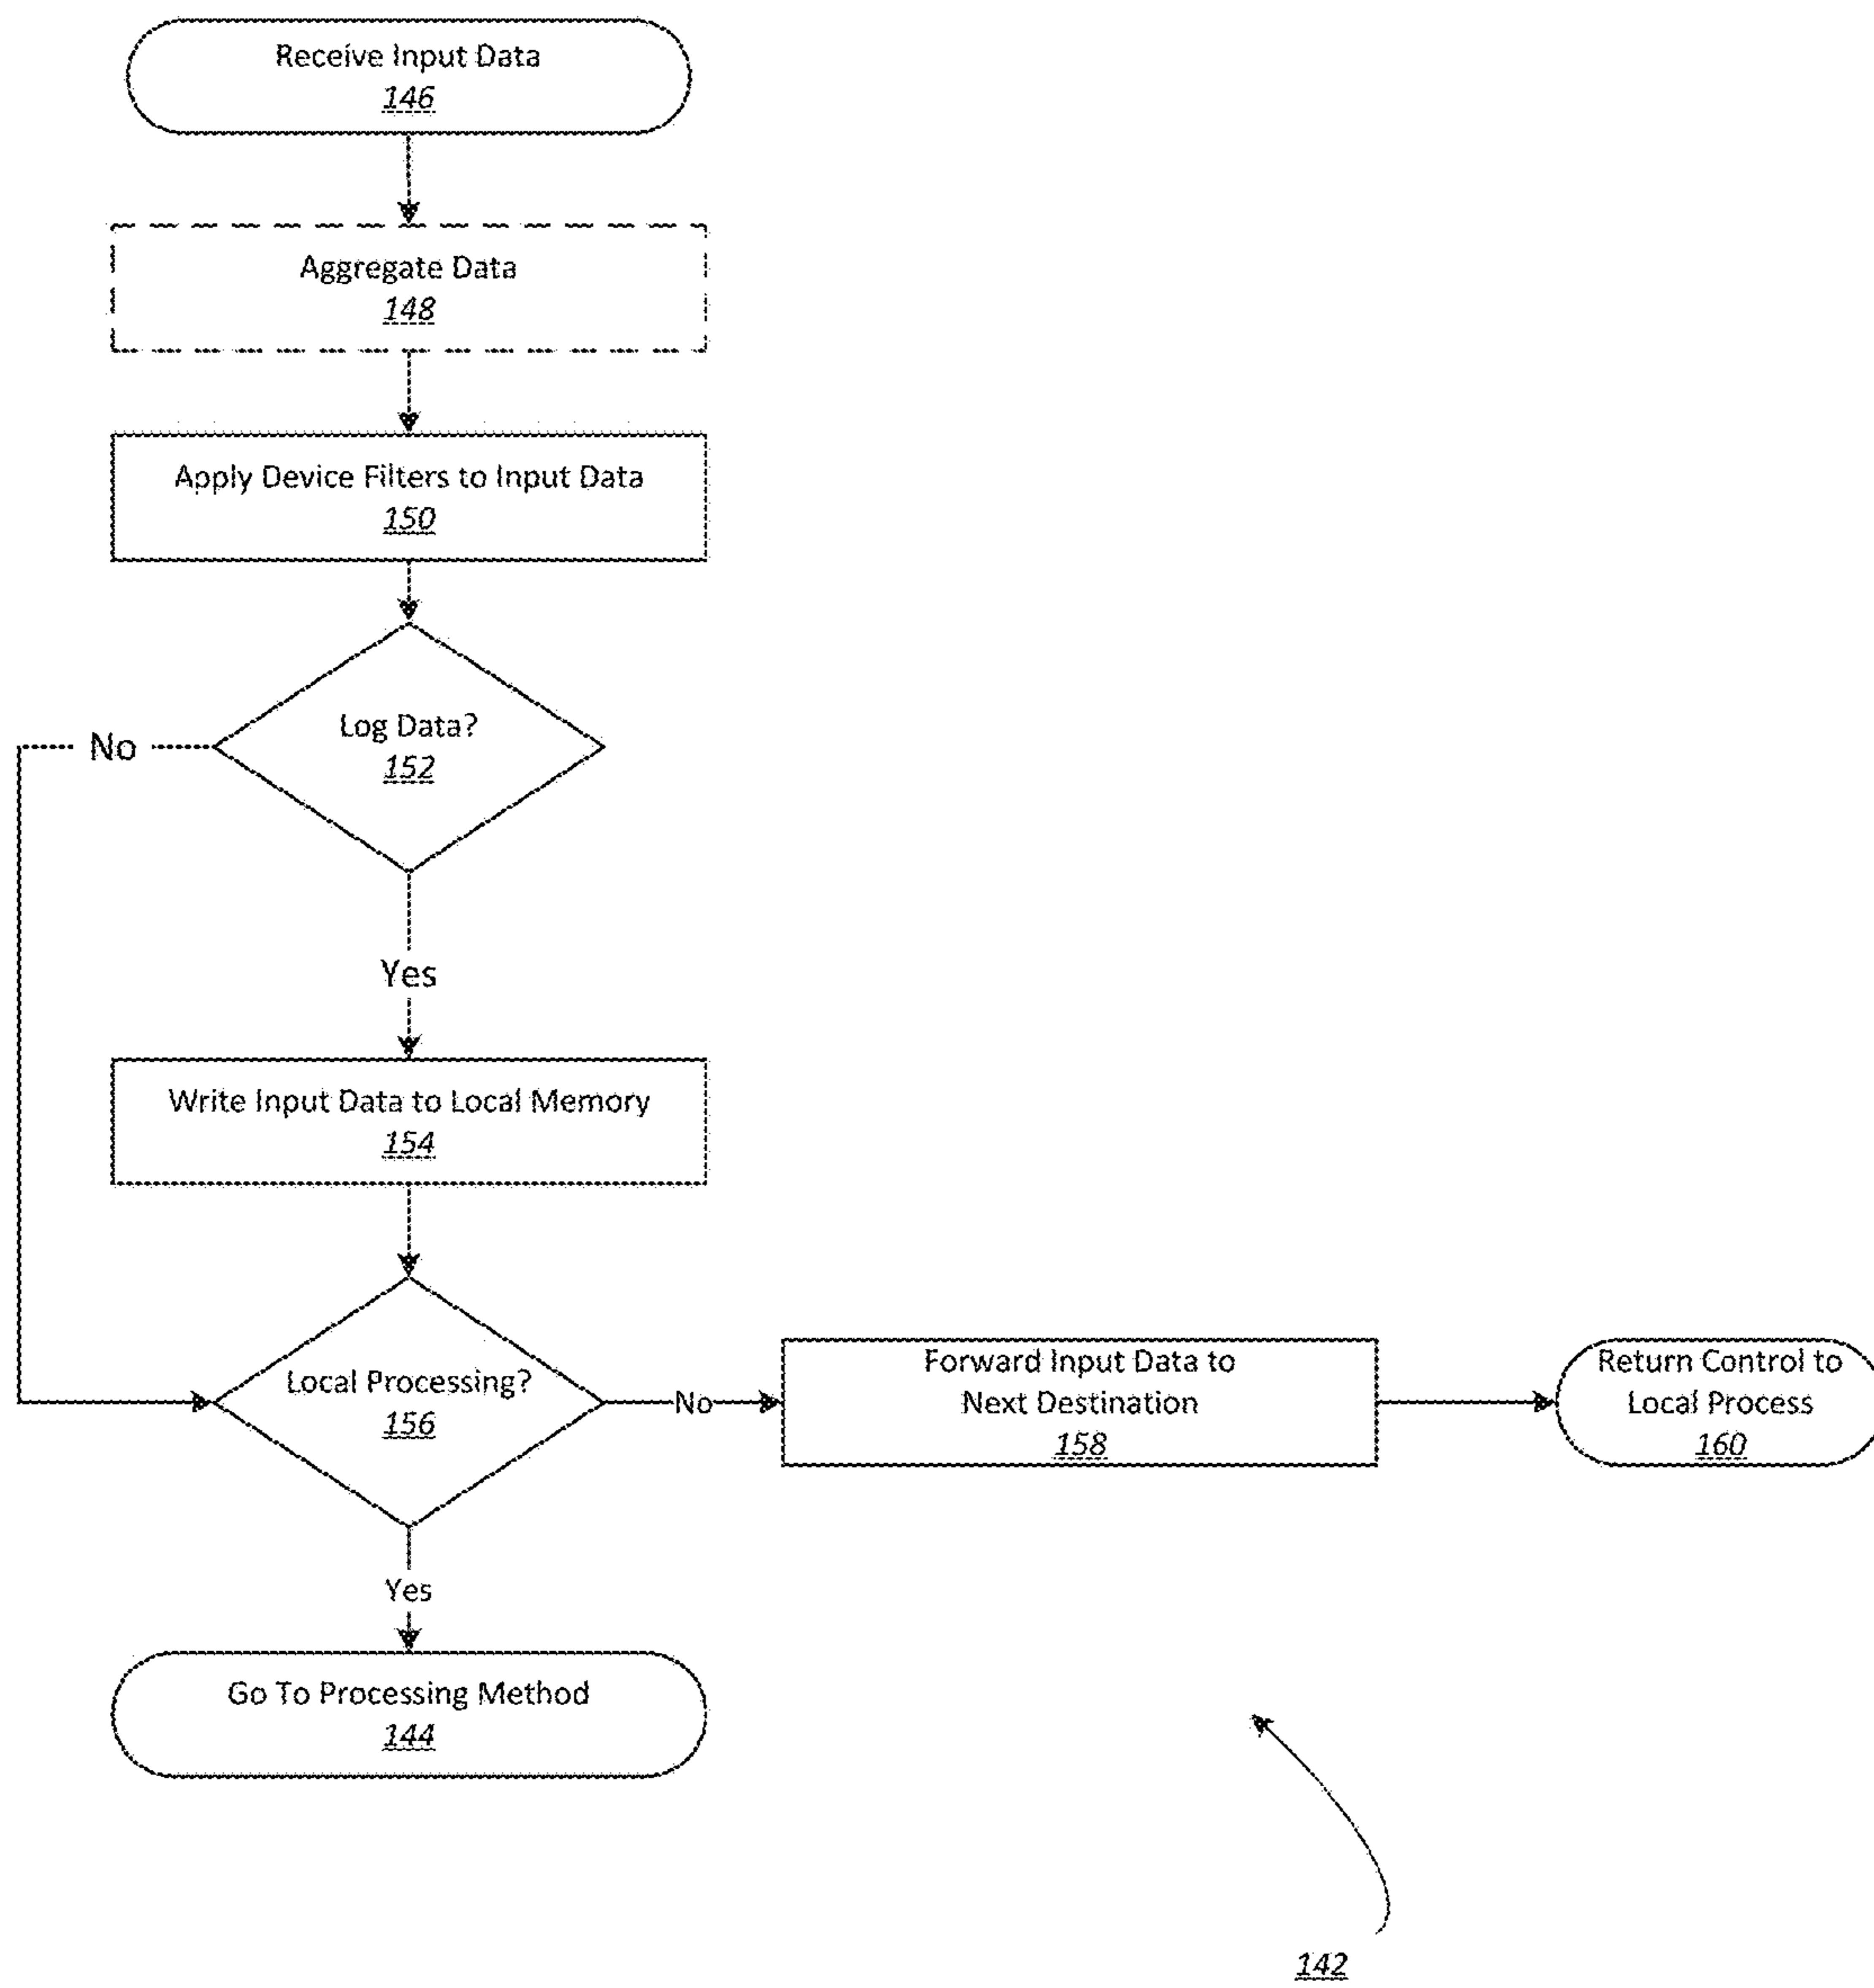 Receive Input Data
146
Aggregate Data
148
Apply Device Filters to Input Data
150
Log Data?
152
No
Yes
Write Input Data to Local Memory
154
Local Processing?
156
No
Forward Input Data to
Next Destination
158
Return Control to
Local Process
160
Yes
Go To Processing Method
144
142